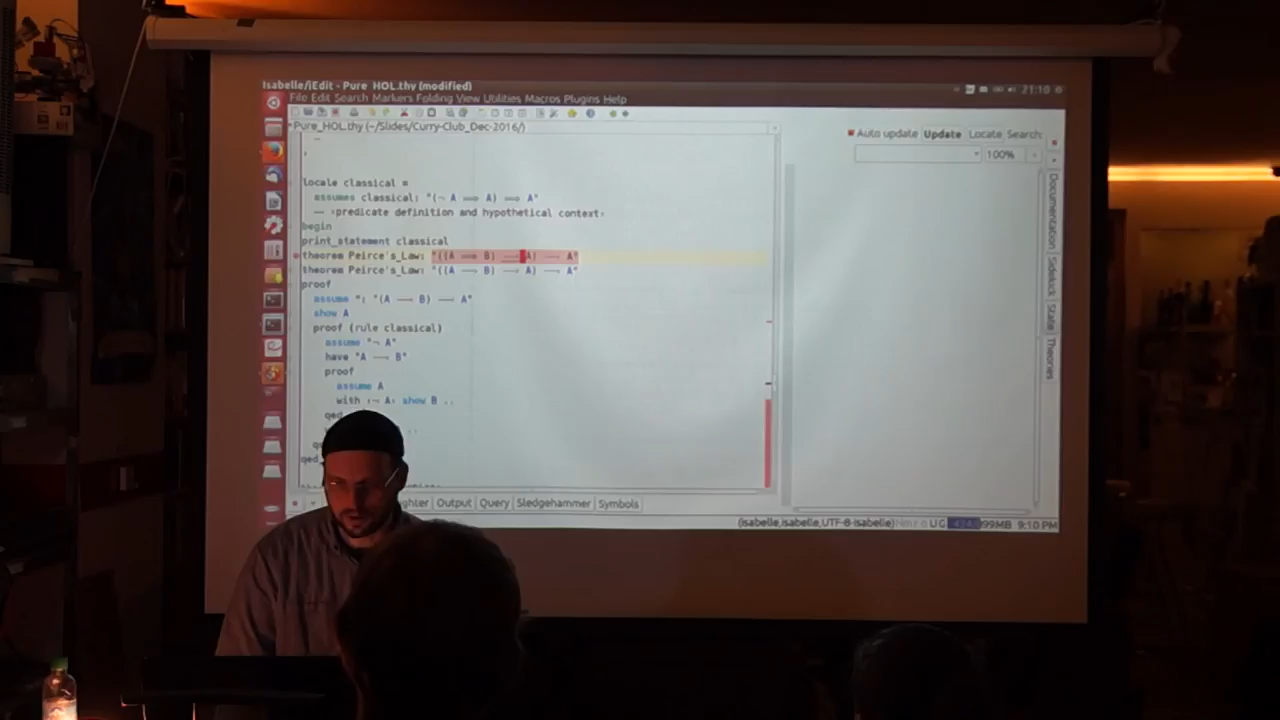 Isabelle/jEdit - Pure_HOL.thy (modified)
21:10
File Edit Search Markers Folding View Utilities Macros Plugins Help
Pure_HOL.thy (~/Slides/Curry-Club_Dec-2016/)
Auto update Update Locate Search:
100%
locale classical =
assumes classical: "(¬ A ⟹ A) ⟹ A"
— ‹predicate definition and hypothetical context›
begin
print_statement classical
theorem Peirce's_Law: "((A ⟹ B) ⟶ A) ⟶ A"
theorem Peirce's_Law: "((A ⟶ B) ⟶ A) ⟶ A"
proof
assume *: "(A ⟶ B) ⟶ A"
show A
proof (rule classical)
assume "¬ A"
have "A ⟶ B"
proof
assume A
with ‹¬ A› show B ..
qed
..
qed
Documentation
Sidekick
State
Theories
Output Query Sledgehammer Symbols
(isabelle,isabelle,UTF-8-Isabelle) UG 9:10 PM